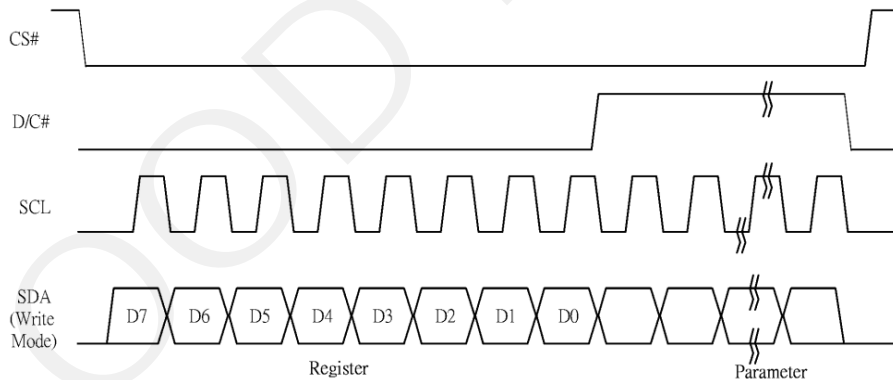 CS#
D/C#
SCL
SDA
(Write
Mode)
D7 D6 D5 D4 D3 D2 D1 D0
Register
Parameter